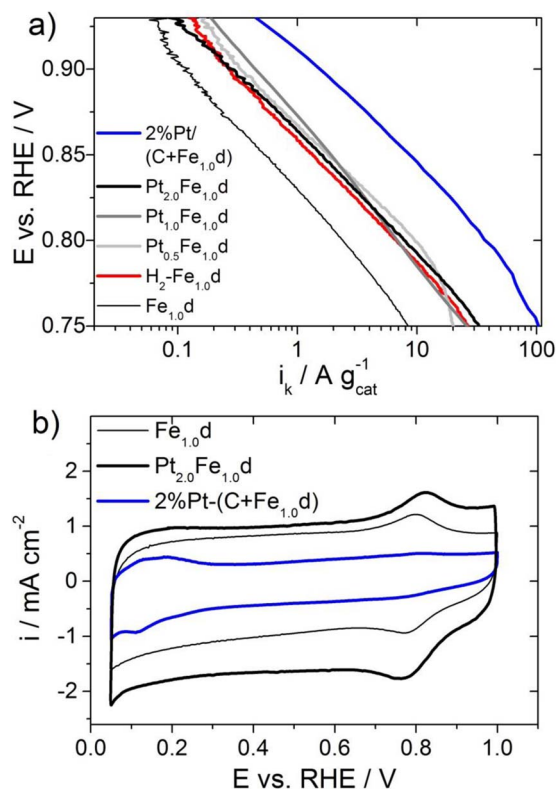 a)
0.90
0.85
0.80
0.75
E vs. RHE / V
2%Pt/
(C+Fe1.0d)
Pt2.0Fe1.0d
Pt1.0Fe1.0d
Pt0.5Fe1.0d
H2-Fe1.0d
Fe1.0d
0.1 1 10 100
ik / A g-1cat
b)
Fe1.0d
Pt2.0Fe1.0d
2%Pt-(C+Fe1.0d)
2
1
0
-1
-2
i / mA cm-2
0.0 0.2 0.4 0.6 0.8 1.0
E vs. RHE / V